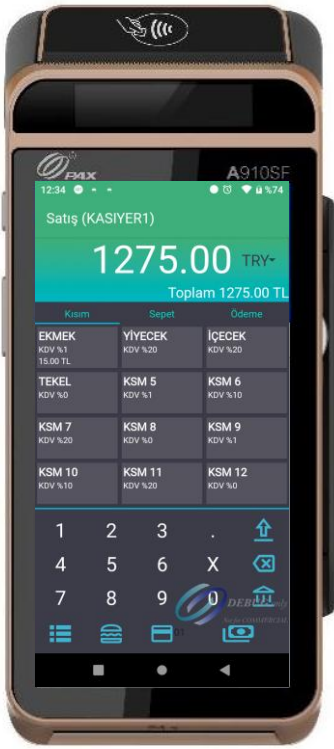 PAX
A910SF
12:34
%74
Satış (KASIYER1)
1275.00 TRY
Toplam 1275.00 TL
Kısım Sepet Ödeme
EKMEK YİYECEK İÇECEK
KDV %1 KDV %20 KDV %20
15.00 TL
TEKEL KSM 5 KSM 6
KDV %0 KDV %1 KDV %10
KSM 7 KSM 8 KSM 9
KDV %20 KDV %0 KDV %1
KSM 10 KSM 11 KSM 12
KDV %10 KDV %20 KDV %0
1 2 3 .
4 5 6 X
7 8 9 0
01